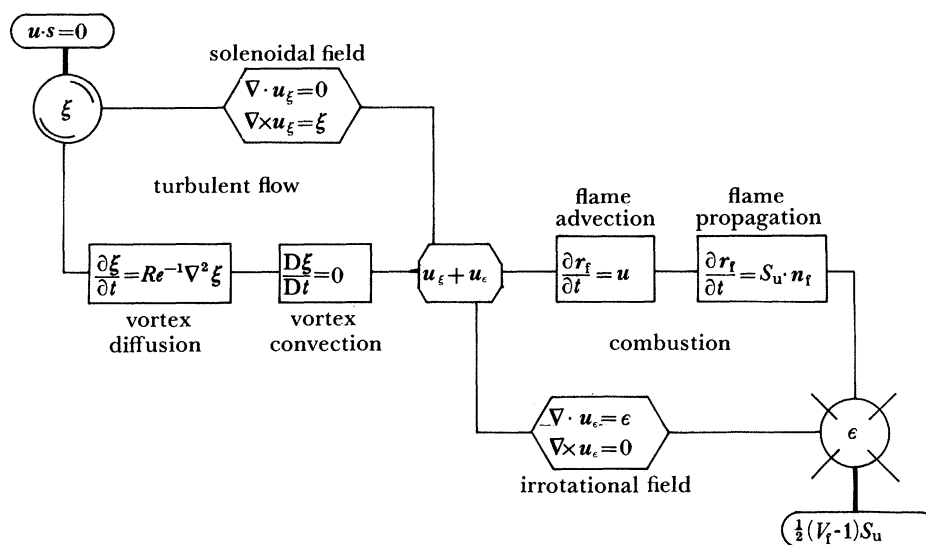 u·s=0
ξ
solenoidal field
∇·u_ξ=0
∇×u_ξ=ξ
turbulent flow
∂ξ/∂t=Re⁻¹∇²ξ
vortex
diffusion
Dξ/Dt=0
vortex
convection
u_ξ+u_ϵ
flame
advection
∂r_f/∂t=u
flame
propagation
∂r_f/∂t=S_u·n_f
combustion
∇·u_ϵ=ϵ
∇×u_ϵ=0
irrotational field
ϵ
½(V_f-1)S_u